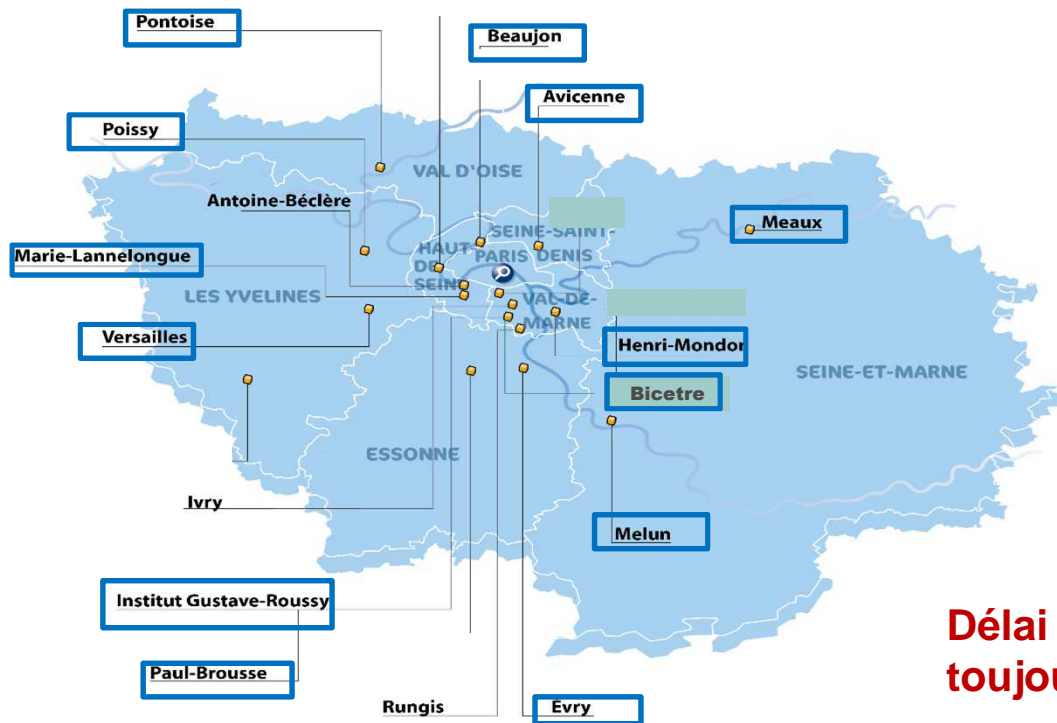 Pontoise
Beaujon
Avicenne
Poissy
VAL D'OISE
Antoine-Béclère
Meaux
SEINE-SAINT-
DENIS
HAUT
DE
SEINE
PARIS
Marie-Lannelongue
LES YVELINES
VAL-DE-
MARNE
Versailles
Henri-Mondor
SEINE-ET-MARNE
Bicetre
ESSONNE
Ivry
Melun
Institut Gustave-Roussy
Délai
toujou
Paul-Brousse
Rungis
Évry